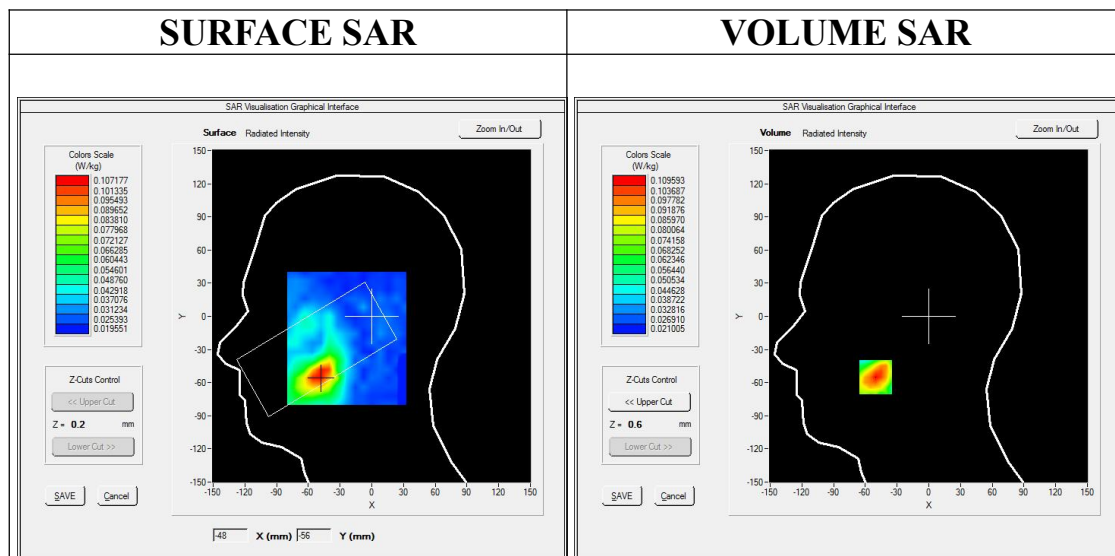 SURFACE SAR
VOLUME SAR
SAR Visualisation Graphical Interface
Surface Radiated Intensity
Zoom In/Out
Colors Scale
(W/kg)
0.107177
0.101335
0.095493
0.089652
0.083810
0.077968
0.072127
0.066285
0.060443
0.054601
0.048760
0.042918
0.037076
0.031234
0.025393
0.019551
Z-Cuts Control
<< Upper Cut
Z = 0.2 mm
Lower Cut >>
SAVE Cancel
150
120
90
60
30
0
-30
-60
-90
-120
-150
Y
-150 -120 -90 -60 -30 0 30 60 90 120 150
X
-48 X (mm) -56 Y (mm)
SAR Visualisation Graphical Interface
Volume Radiated Intensity
Zoom In/Out
Colors Scale
(W/kg)
0.109593
0.103687
0.097782
0.091876
0.085970
0.080064
0.074158
0.068252
0.062346
0.056440
0.050534
0.044628
0.038722
0.032816
0.026910
0.021005
Z-Cuts Control
<< Upper Cut
Z = 0.6 mm
Lower Cut >>
SAVE Cancel
150
120
90
60
30
0
-30
-60
-90
-120
-150
Y
-150 -120 -90 -60 -30 0 30 60 90 120 150
X